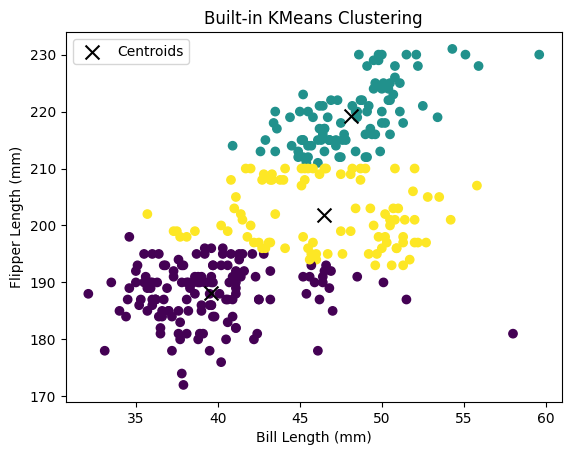 Built-in KMeans Clustering
Centroids
230
220
210
200
190
180
170
Flipper Length (mm)
35 40 45 50 55 60
Bill Length (mm)